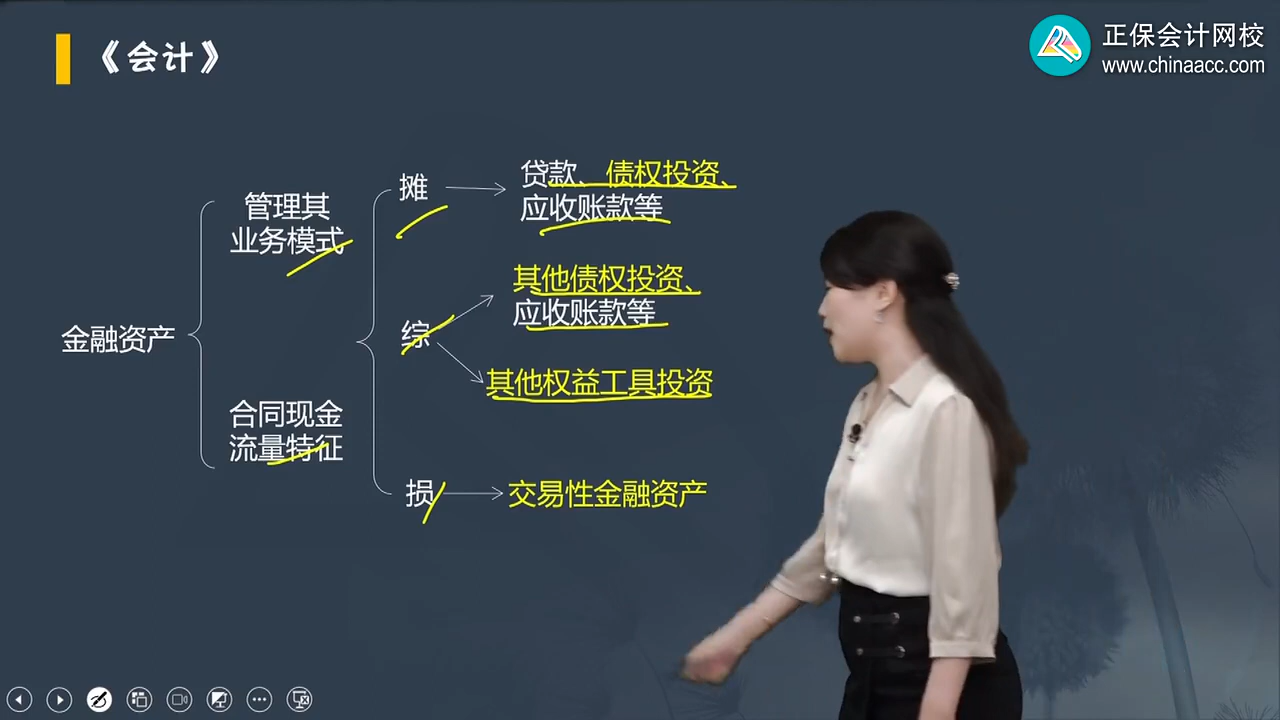 《会计》
正保会计网校
www.chinaacc.com
金融资产
管理其
业务模式
合同现金
流量特征
摊
贷款、债权投资、
应收账款等
综
其他债权投资、
应收账款等
其他权益工具投资
损
交易性金融资产